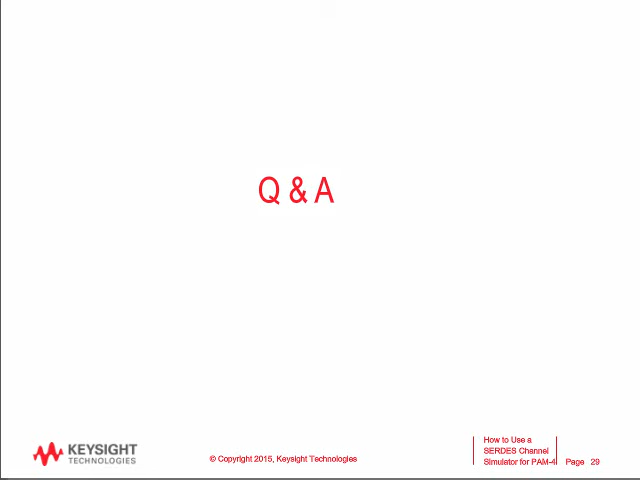 Q & A
KEYSIGHT
TECHNOLOGIES
© Copyright 2015, Keysight Technologies
How to Use a
SERDES Channel
Simulator for PAM-4
Page 29